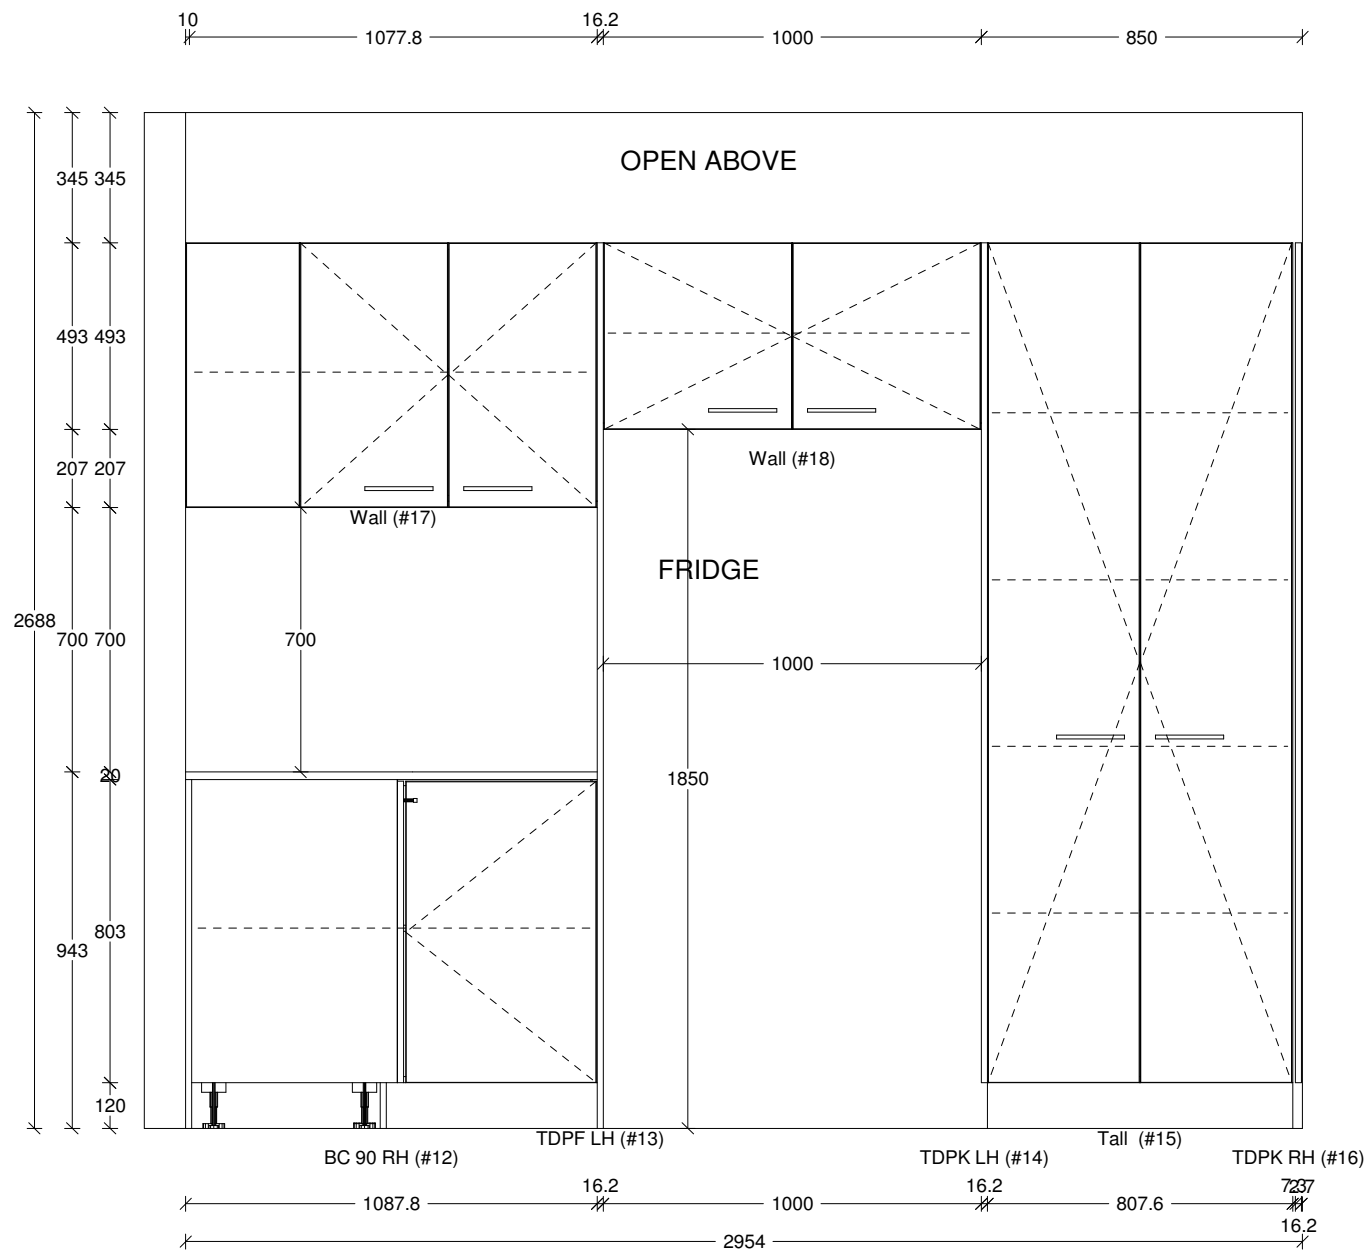 10 16.2
1077.8 1000 850
OPEN ABOVE
345 345
493 493
Wall (#18)
207 207
Wall (#17)
FRIDGE
2688
700 700 700
1000
20
1850
803
943
120
TDPF LH (#13) Tall (#15)
BC 90 RH (#12) TDPK LH (#14) TDPK RH (#16)
16.2 16.2
1087.8 1000 807.6
16.2
2954